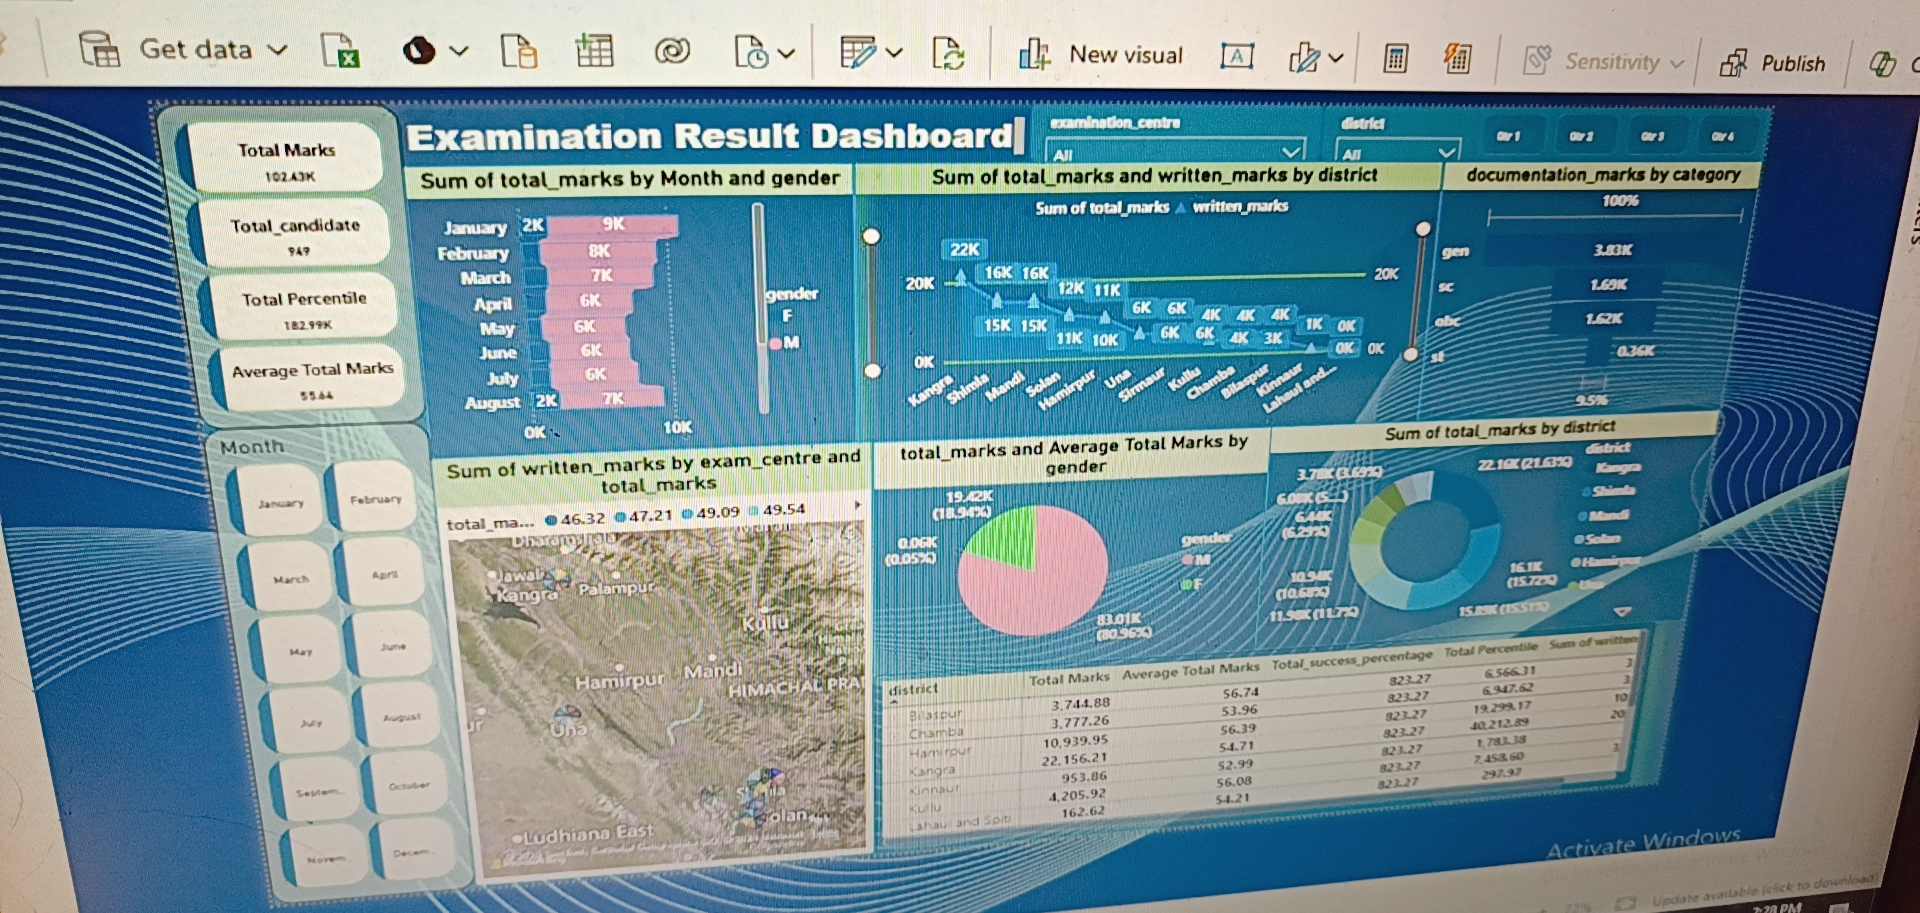 Get data
New visual
Sensitivity
Publish
Examination Result Dashboard
examination_centre
All
district
All
Qtr 1
Qtr 2
Qtr 3
Qtr 4
Total Marks
102.43K
Total_candidate
949
Total Percentile
182.99K
Average Total Marks
55.64
Month
January
February
March
April
May
June
July
August
Septem...
October
Novem...
Decem...
Sum of total_marks by Month and gender
January 2K 9K
February 8K
March 7K
April 6K
May 6K
June 6K
July 6K
August 2K 7K
0K 10K
gender
F
M
Sum of total_marks and written_marks by district
Sum of total_marks written_marks
22K
20K 16K 16K 20K
12K 11K
6K 6K 4K 4K 4K 1K 0K
15K 15K 11K 10K 6K 6K 4K 3K 0K
0K 0K
Kangra Shimla Mandi Solan Hamirpur Una Sirmaur Kullu Chamba Bilaspur Kinnaur Lahaul and...
documentation_marks by category
100%
gen 3.83K
sc 1.69K
obc 1.62K
st 0.36K
9.5%
Sum of written_marks by exam_centre and
total_marks
total_ma... 46.32 47.21 49.09 49.54
Kangra
Palampur
Kullu
Hamirpur
Mandi
HIMACHAL PRA
Una
Ludhiana East
total_marks and Average Total Marks by
gender
19.42K
(18.94%)
0.06K
(0.05%)
83.01K
(80.96%)
gender
M
F
Sum of total_marks by district
3.78K (3.69%)
22.16K (21.63%)
6.08K (5....)
6.44K
(6.29%)
16.1K
(15.72%)
10.94K
(10.68%)
11.98K (11.7%)
15.89K (15.51%)
district
Kangra
Shimla
Mandi
Solan
Hamirpur
Una
district Total Marks Average Total Marks Total_success_percentage Total Percentile Sum of written
Bilaspur 3,744.88 56.74 823.27 6,566.31 3
Chamba 3,777.26 53.96 823.27 6,947.62 3
Hamirpur 10,939.95 56.39 823.27 19,299.17 10
Kangra 22,156.21 54.71 823.27 40,212.89 20
Kinnaur 953.86 52.99 823.27 1,783.38
Kullu 4,205.92 56.08 823.27 7,458.60 3
Lahaul and Spiti 162.62 54.21 823.27 297.97
Activate Windows
Update available (click to download)